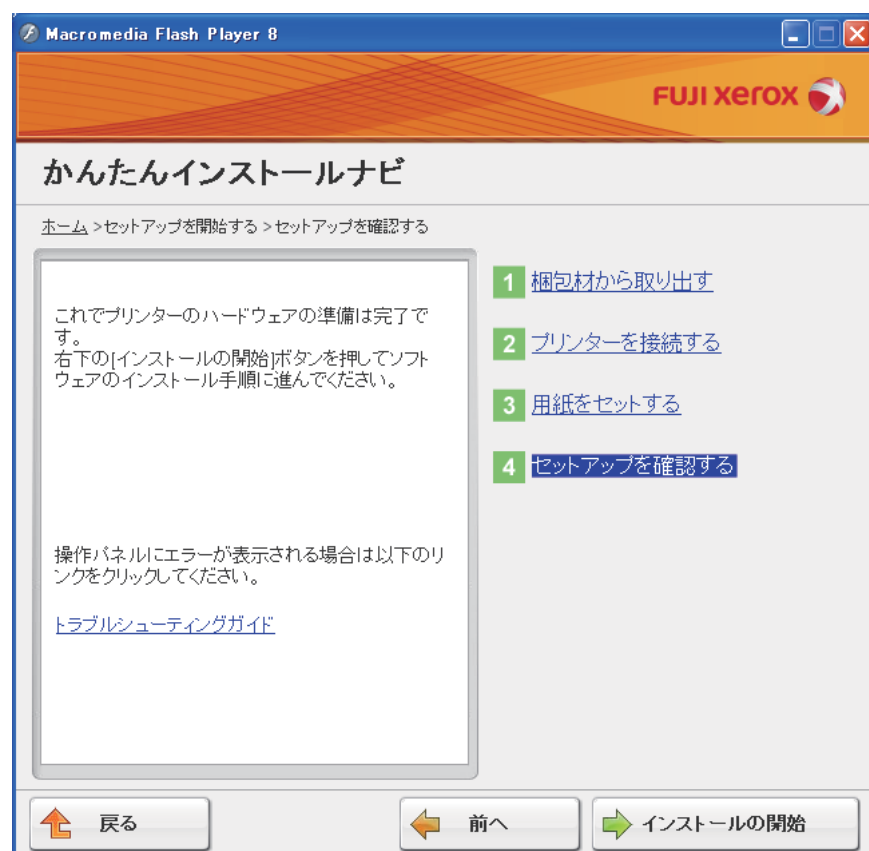 Macromedia Flash Player 8
FUJI xerox
かんたんインストールナビ
ホーム >セットアップを開始する >セットアップを確認する
これでプリンターのハードウェアの準備は完了で
す。
右下の[インストールの開始]ボタンを押してソフト
ウェアのインストール手順に進んでください。
操作パネルにエラーが表示される場合は以下のリ
ンクをクリックしてください。
トラブルシューティングガイド
1 梱包材から取り出す
2 プリンターを接続する
3 用紙をセットする
4 セットアップを確認する
戻る
前へ
インストールの開始